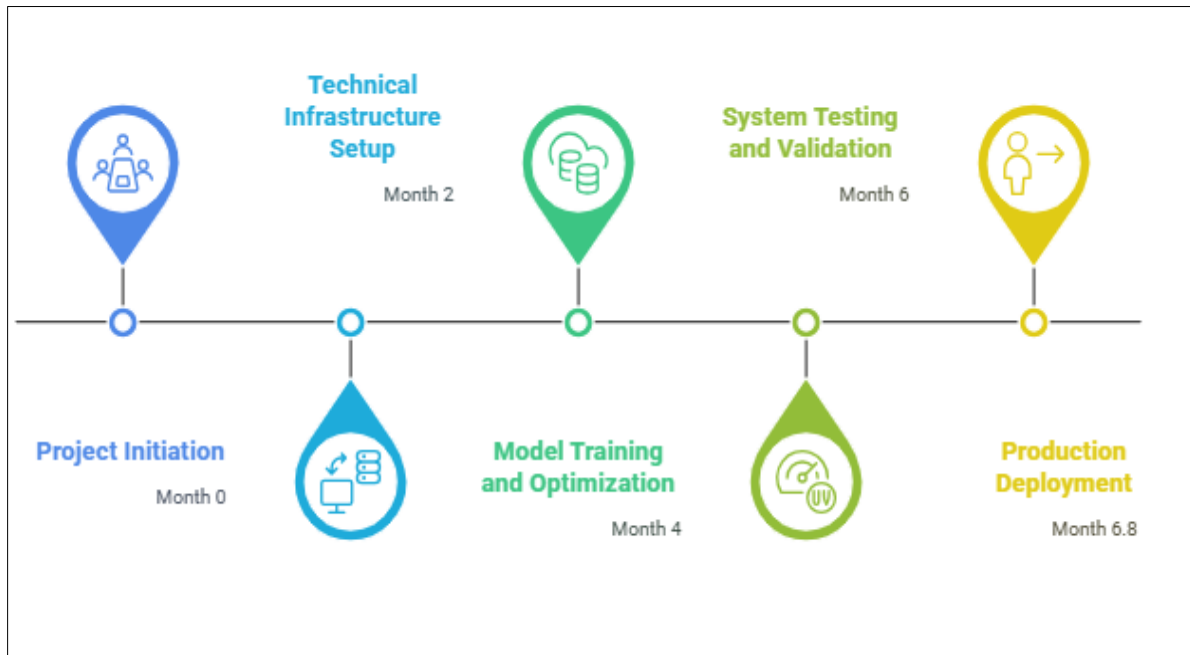 Project Initiation
Month 0
Technical
Infrastructure
Setup
Month 2
Model Training
and Optimization
Month 4
System Testing
and Validation
Month 6
UV
Production
Deployment
Month 6.8